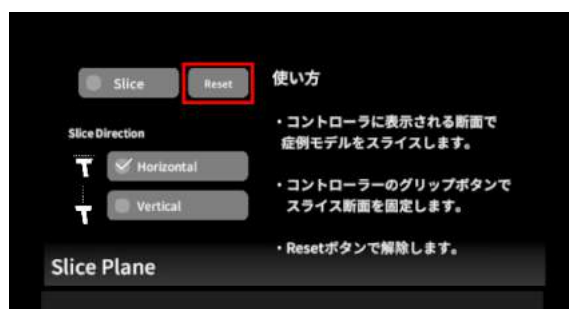 Slice
Reset
使い方
Slice Direction
Horizontal
Vertical
・コントローラに表示される断面で
症例モデルをスライスします。
・コントローラーのグリップボタンで
スライス断面を固定します。
・Resetボタンで解除します。
Slice Plane